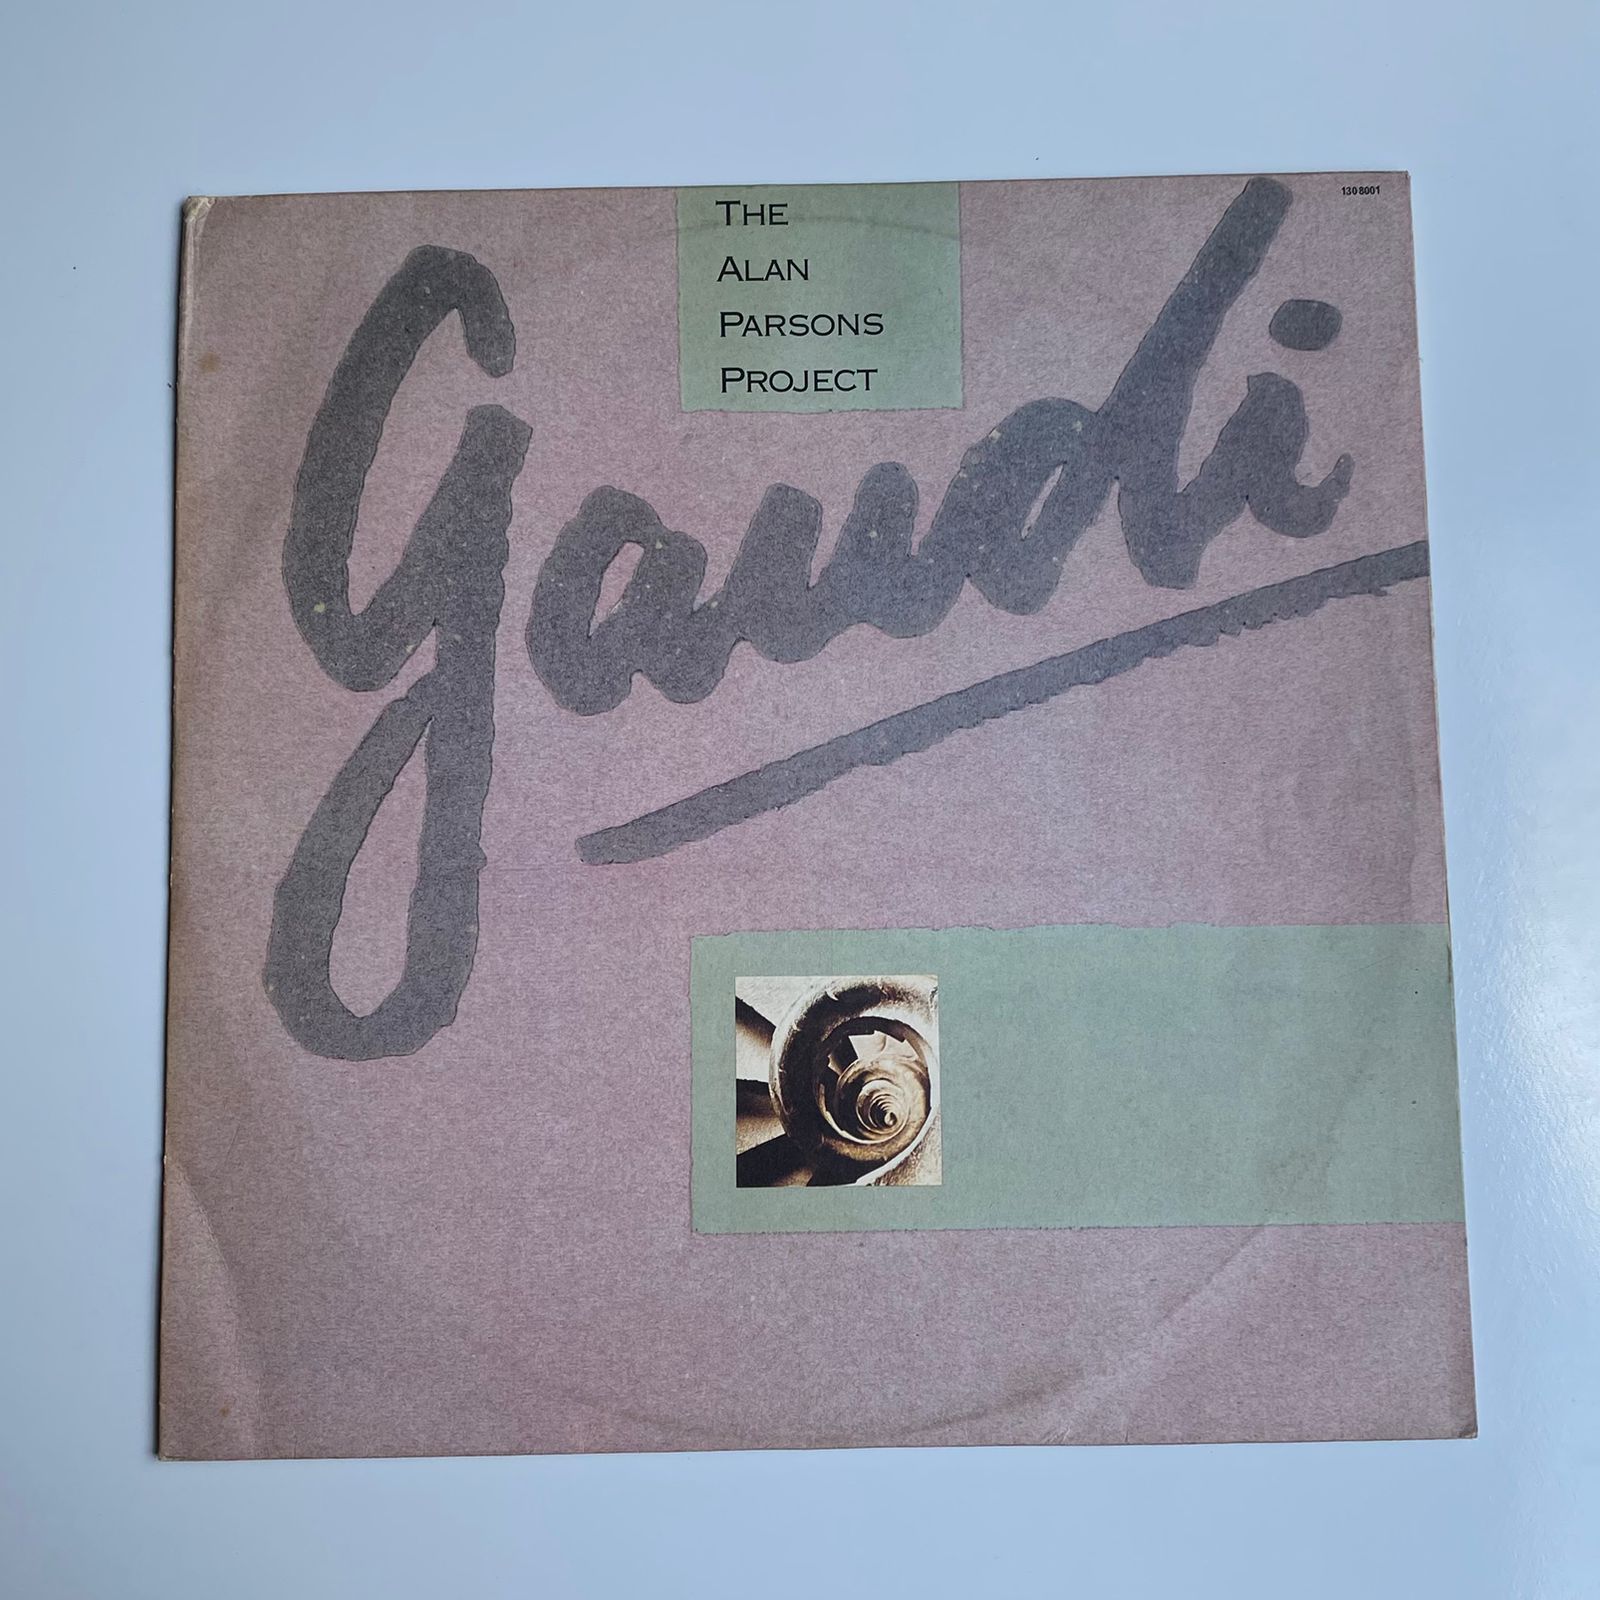 130 8001
THE
ALAN
PARSONS
PROJECT
gaudi